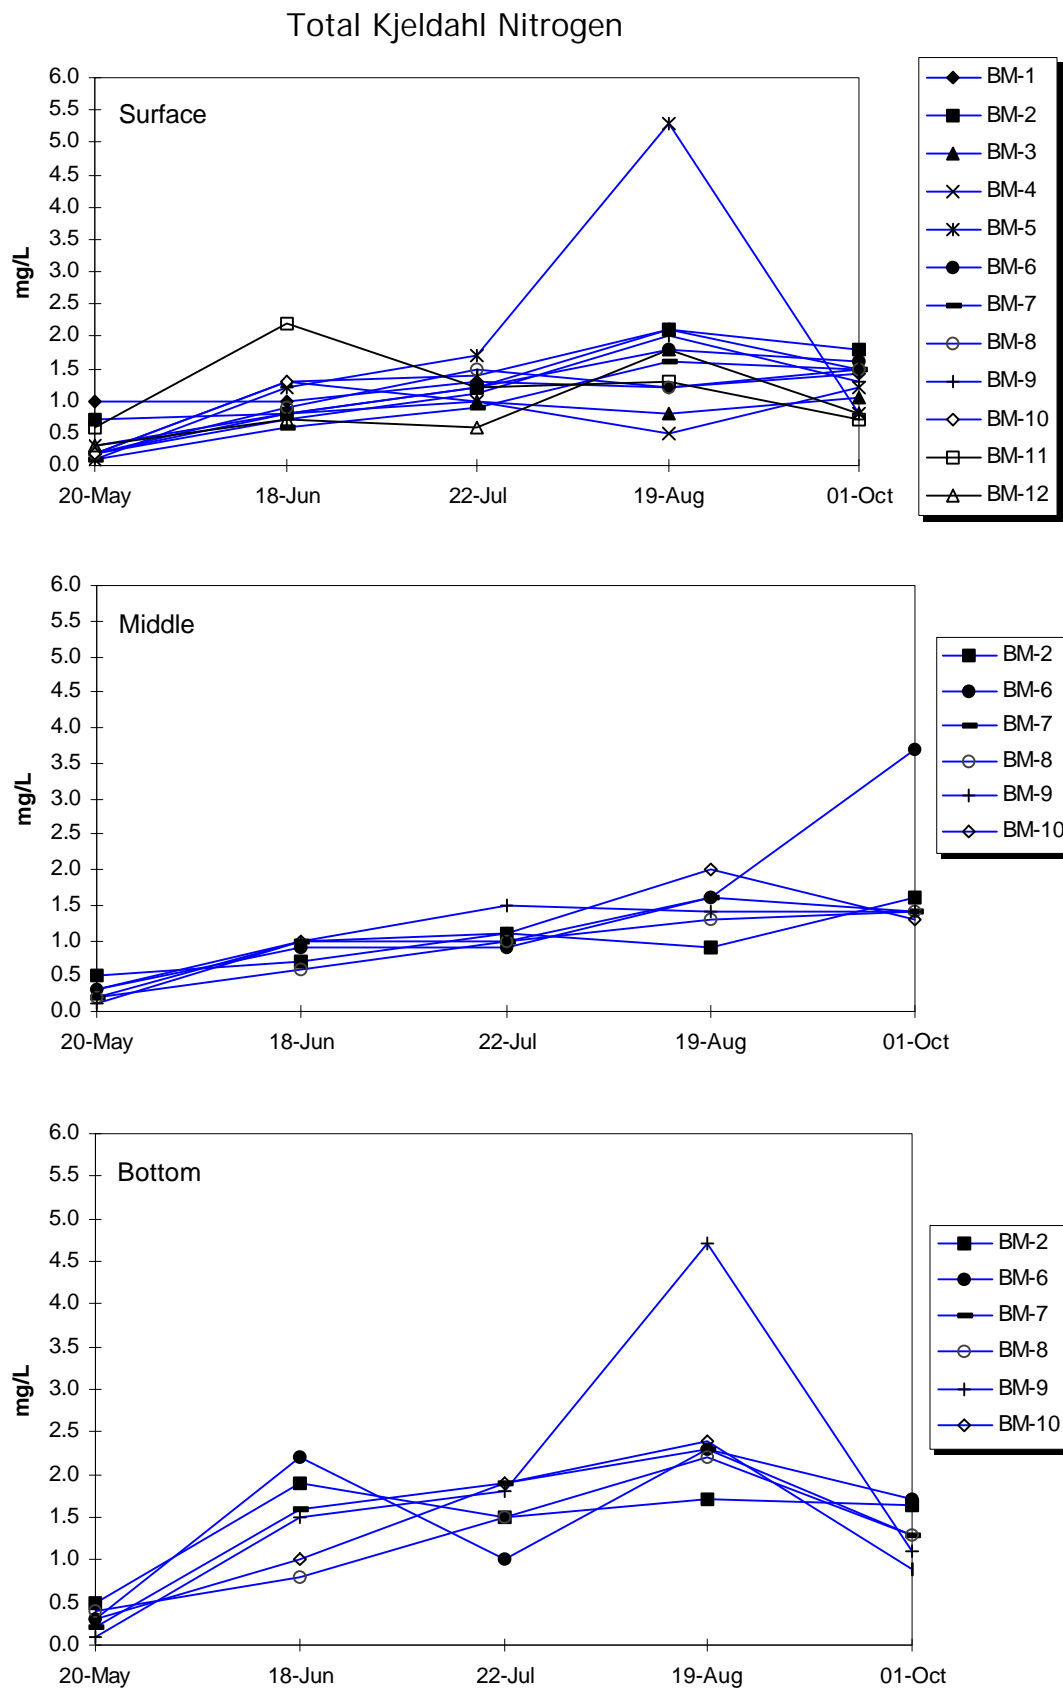 Total Kjeldahl Nitrogen
Surface
mg/L
6.0
5.5
5.0
4.5
4.0
3.5
3.0
2.5
2.0
1.5
1.0
0.5
0.0
20-May 18-Jun 22-Jul 19-Aug 01-Oct
BM-1
BM-2
BM-3
BM-4
BM-5
BM-6
BM-7
BM-8
BM-9
BM-10
BM-11
BM-12
Middle
mg/L
6.0
5.5
5.0
4.5
4.0
3.5
3.0
2.5
2.0
1.5
1.0
0.5
0.0
20-May 18-Jun 22-Jul 19-Aug 01-Oct
BM-2
BM-6
BM-7
BM-8
BM-9
BM-10
Bottom
mg/L
6.0
5.5
5.0
4.5
4.0
3.5
3.0
2.5
2.0
1.5
1.0
0.5
0.0
20-May 18-Jun 22-Jul 19-Aug 01-Oct
BM-2
BM-6
BM-7
BM-8
BM-9
BM-10